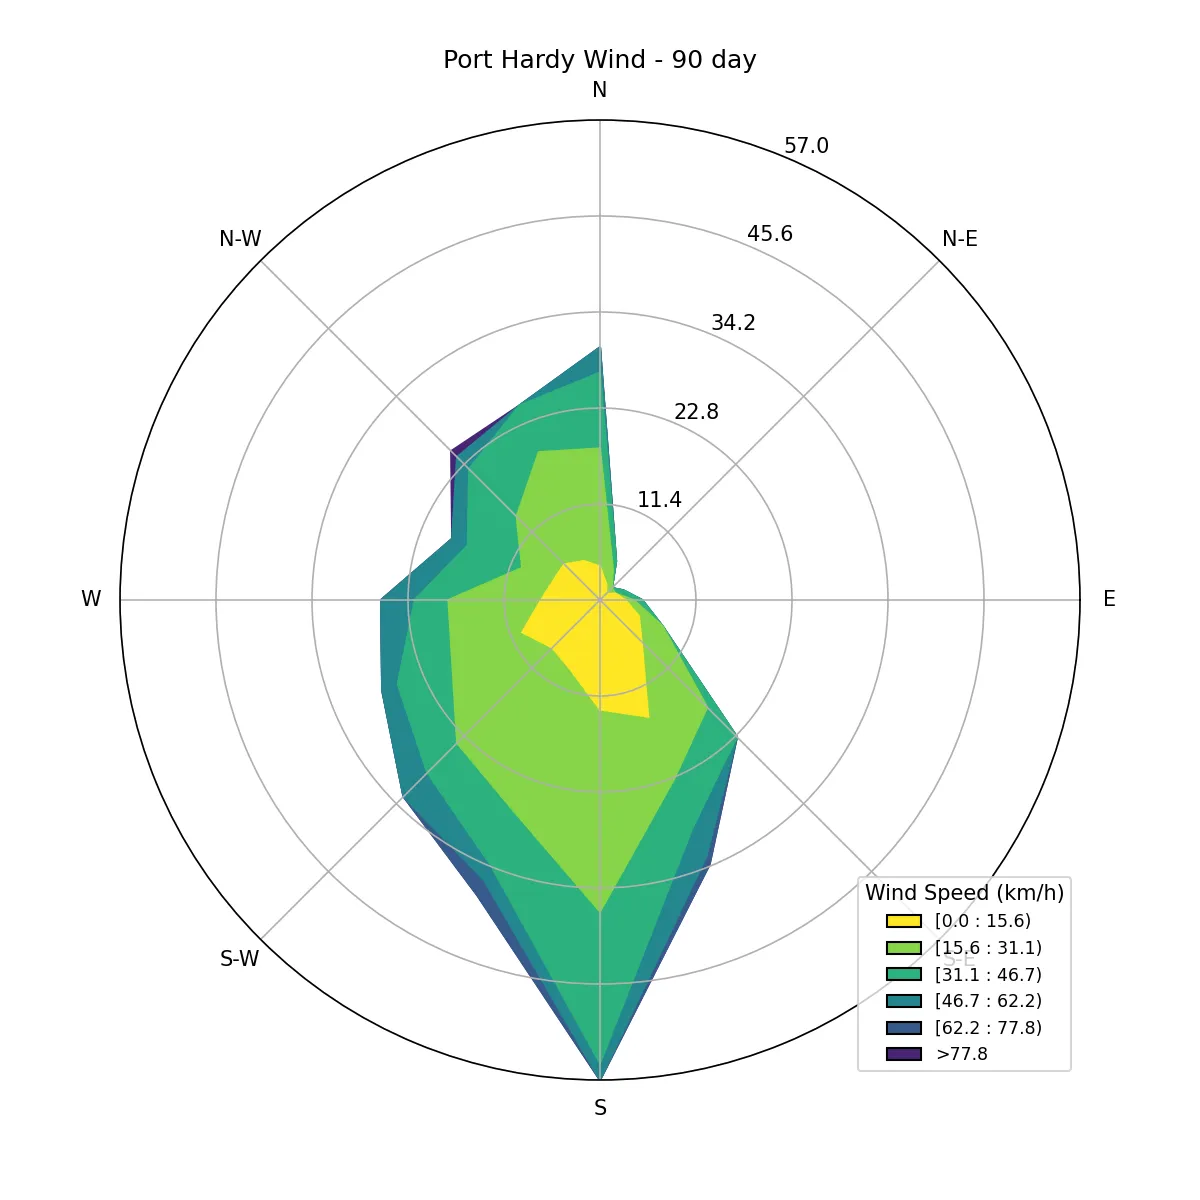 Port Hardy Wind - 90 day
N
57.0
N-W
45.6
N-E
34.2
22.8
11.4
W
E
S-W
S-E
S
Wind Speed (km/h)
[0.0 : 15.6)
[15.6 : 31.1)
[31.1 : 46.7)
[46.7 : 62.2)
[62.2 : 77.8)
>77.8